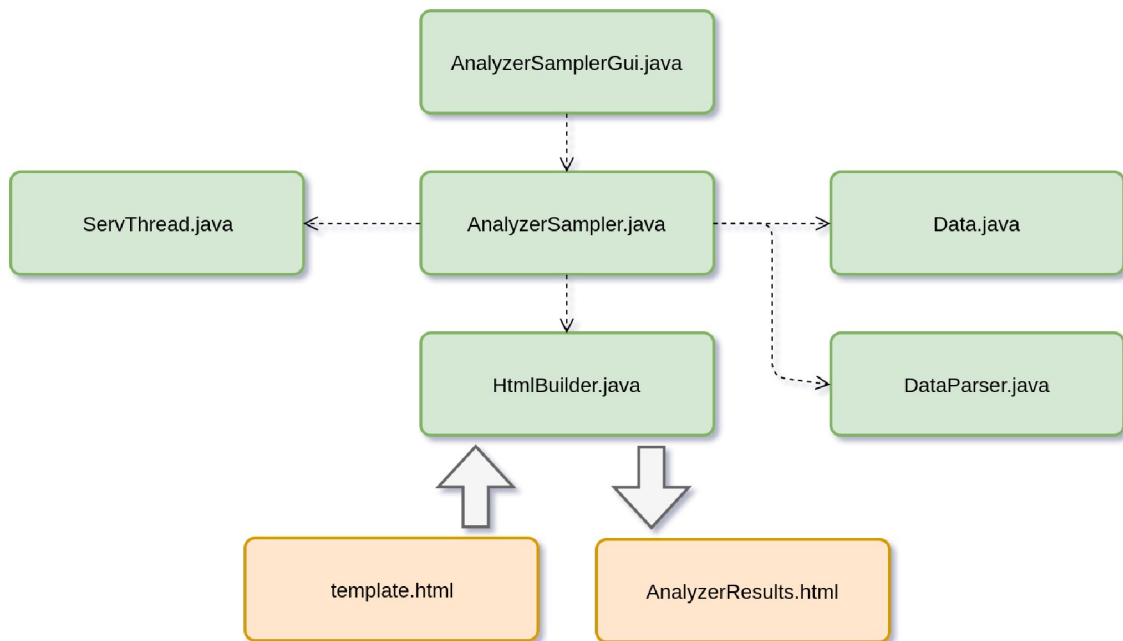 AnalyzerSamplerGui.java
ServThread.java
AnalyzerSampler.java
Data.java
HtmlBuilder.java
DataParser.java
template.html
AnalyzerResults.html